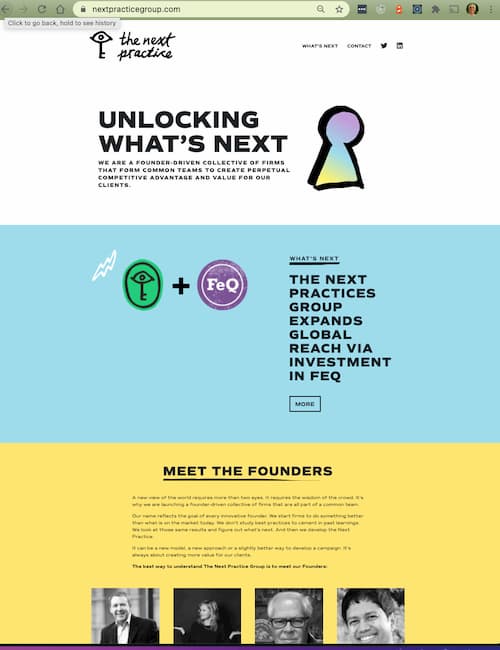 nextpracticegroup.com
Click to go back, hold to see history
the next
practice
WHAT'S NEXT
CONTACT
UNLOCKING
WHAT'S NEXT
WE ARE A FOUNDER-DRIVEN COLLECTIVE OF FIRMS
THAT FORM COMMON TEAMS TO CREATE PERPETUAL
COMPETITIVE ADVANTAGE AND VALUE FOR OUR
CLIENTS.
+
FeQ
WHAT'S NEXT
THE NEXT
PRACTICES
GROUP
EXPANDS
GLOBAL
REACH VIA
INVESTMENT
IN FEQ
MORE
MEET THE FOUNDERS
A new view of the world requires more than two eyes. It requires the wisdom of the crowd. It's
why we are launching a founder-driven collective of firms that are all part of a common team.
Our name reflects the goal of every innovative founder. We start firms to do something better
than what is on the market today. We don't study best practices to cement in past learnings.
We look at those same results and figure out what's next. And then we develop the Next
Practice.
It can be a new model, a new approach or a slightly better way to develop a campaign. It's
always about creating more value for our clients.
The best way to understand The Next Practice Group is to meet our Founders: